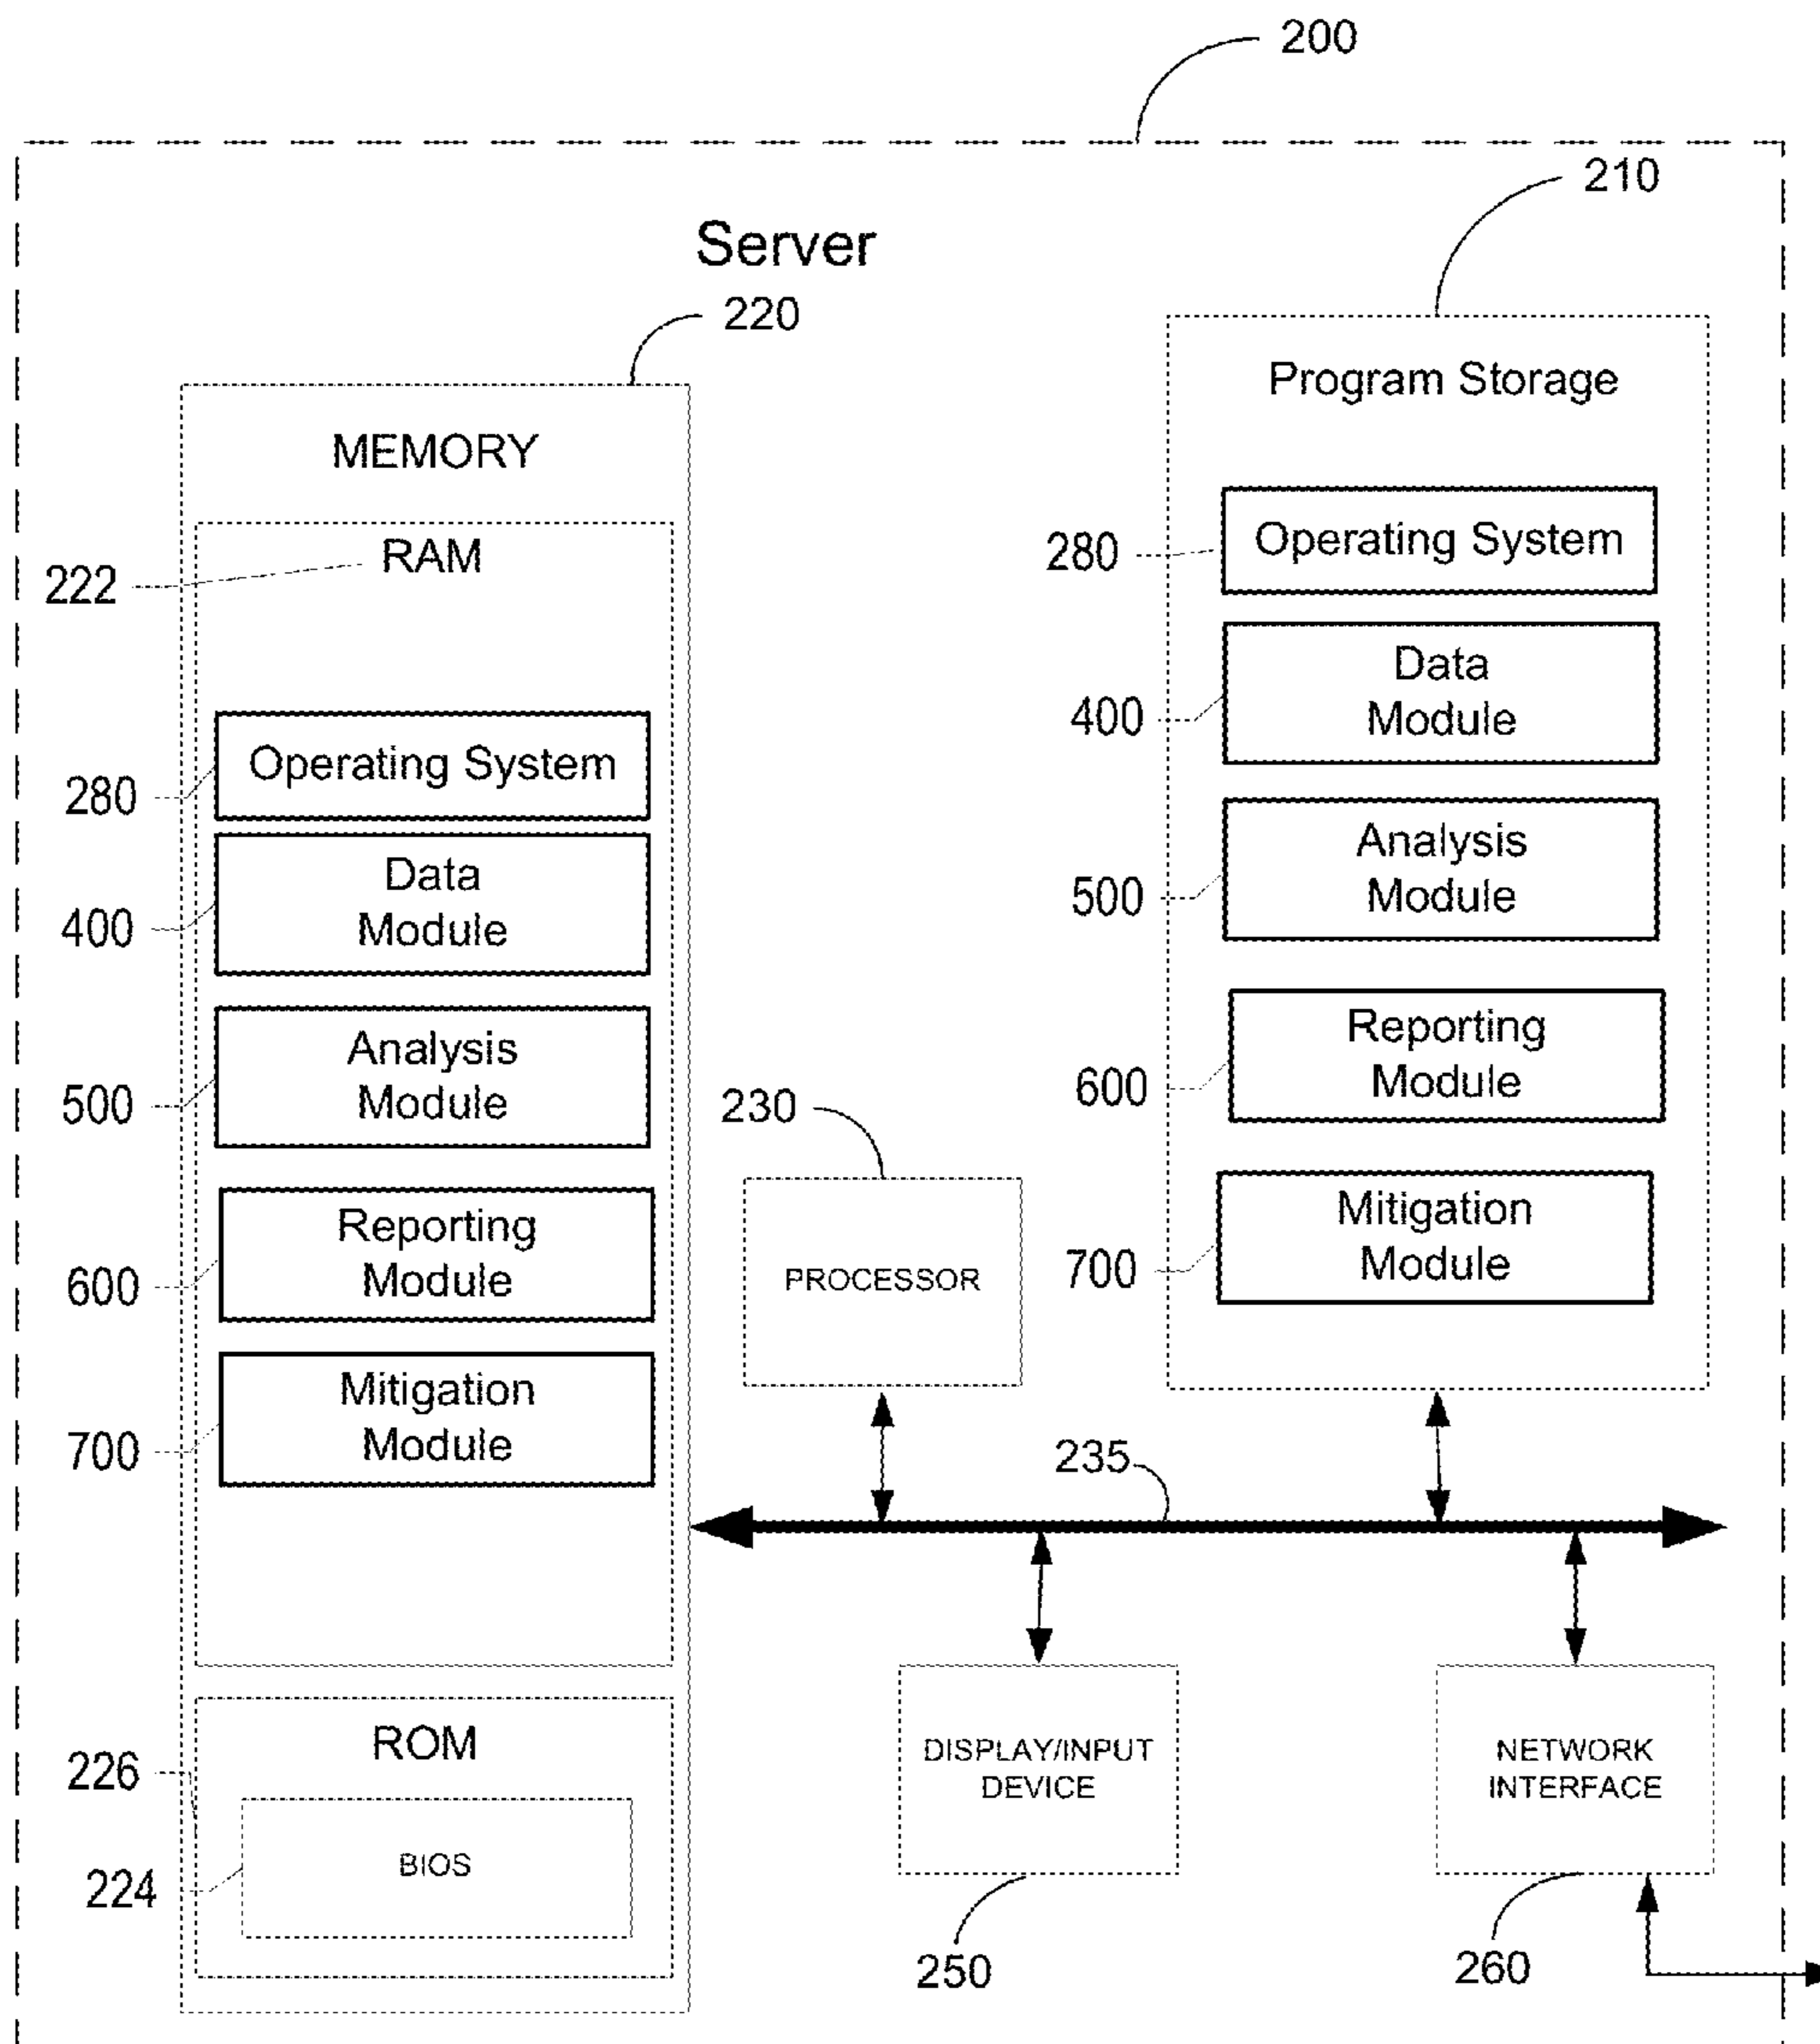 200
210
Server
220
Program Storage
MEMORY
RAM
222
280
Operating System
400
Data
Module
500
Analysis
Module
600
Reporting
Module
700
Mitigation
Module
280
Operating System
400
Data
Module
500
Analysis
Module
600
Reporting
Module
700
Mitigation
Module
230
PROCESSOR
235
ROM
226
BIOS
224
DISPLAY/INPUT
DEVICE
250
NETWORK
INTERFACE
260